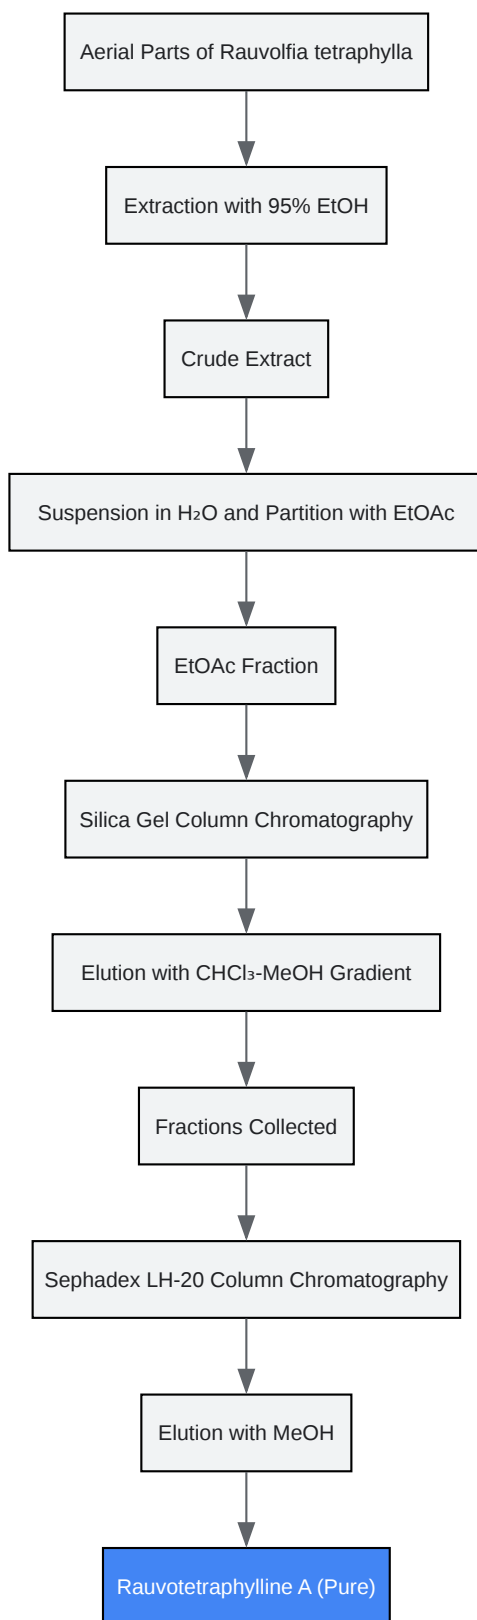 Aerial Parts of Rauvolfia tetraphylla
Extraction with 95% EtOH
Crude Extract
Suspension in H₂O and Partition with EtOAc
EtOAc Fraction
Silica Gel Column Chromatography
Elution with CHCl₃-MeOH Gradient
Fractions Collected
Sephadex LH-20 Column Chromatography
Elution with MeOH
Rauvotetraphylline A (Pure)